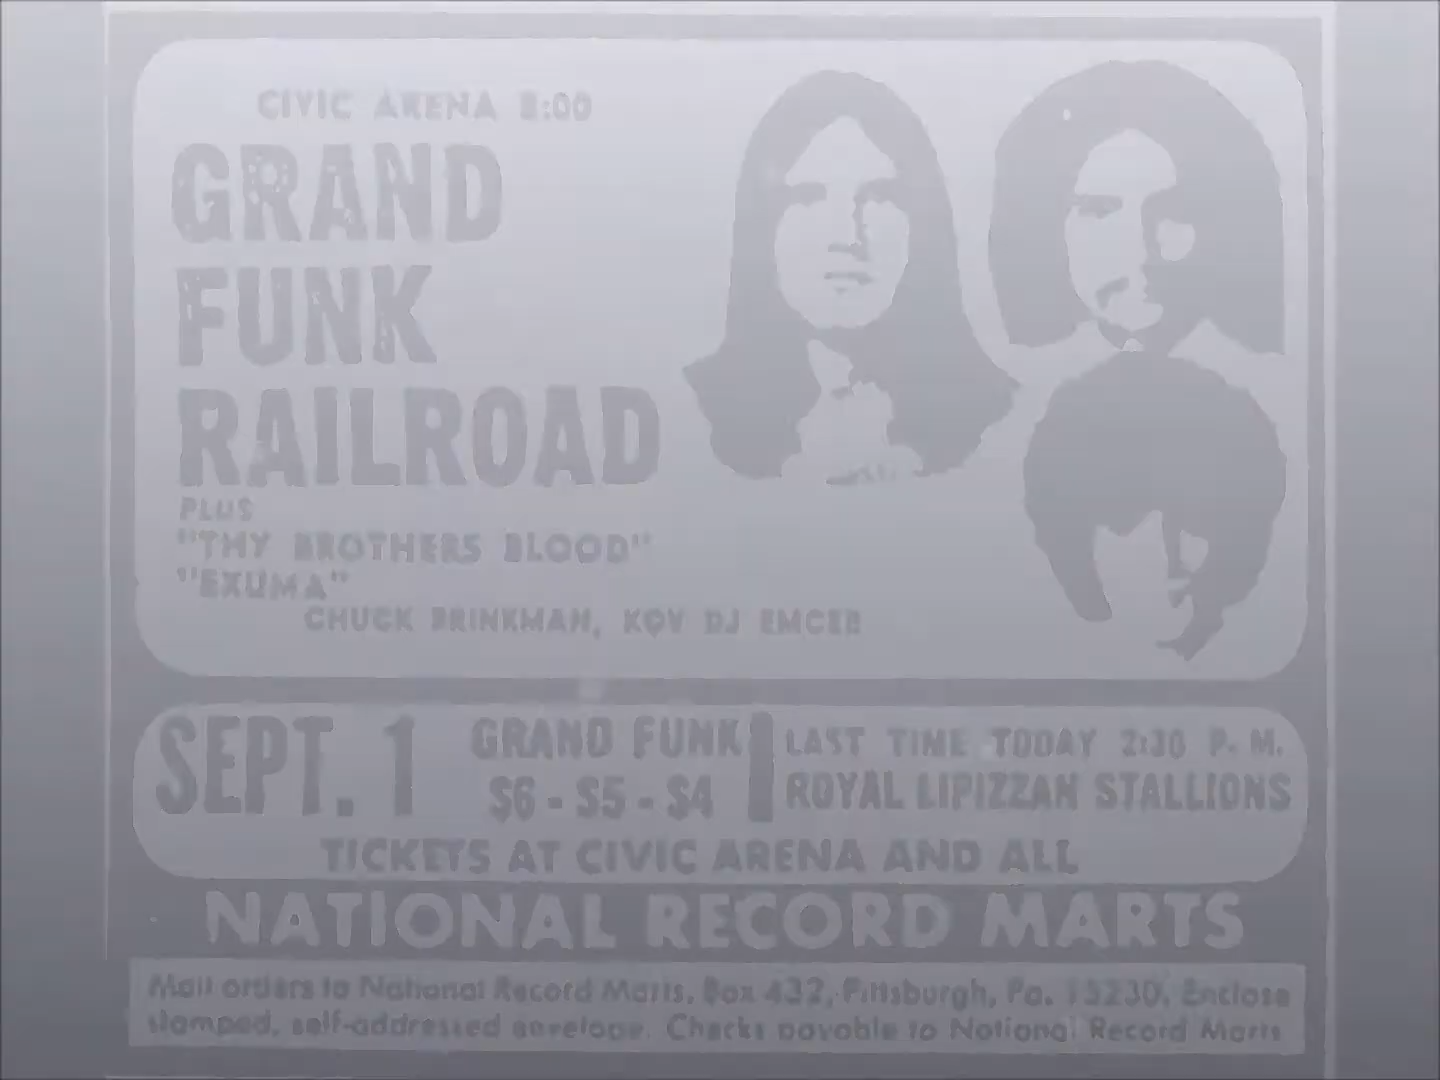 CIVIC ARENA 8:00
GRAND
FUNK
RAILROAD
PLUS
"THY BROTHERS BLOOD"
"EXUMA"
CHUCK BRINKMAN, KQV DJ EMCEE
SEPT. 1
GRAND FUNK
$6 - $5 - $4
LAST TIME TODAY 2:30 P. M.
ROYAL LIPIZZAN STALLIONS
TICKETS AT CIVIC ARENA AND ALL
NATIONAL RECORD MARTS
Mail orders to National Record Marts, Box 432, Pittsburgh, Pa. 15230. Enclose
stamped, self-addressed envelope. Checks payable to National Record Marts